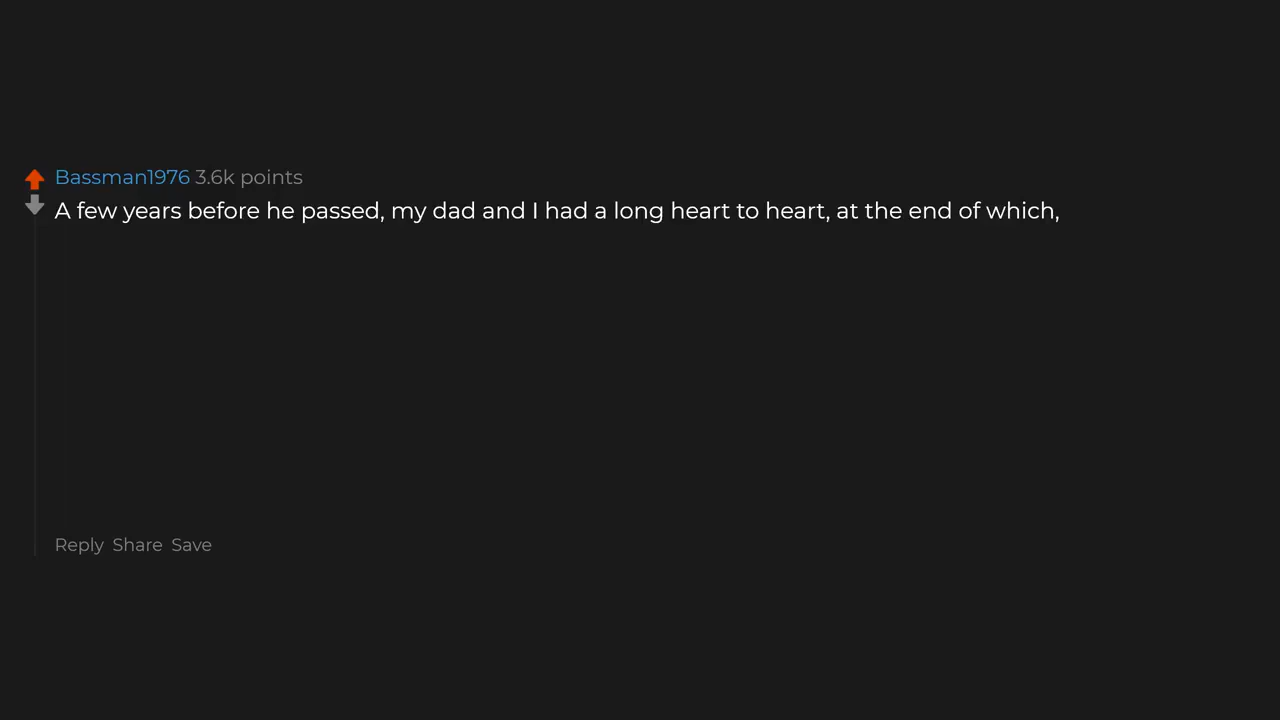 Bassman1976 3.6k points
A few years before he passed, my dad and I had a long heart to heart, at the end of which,
Reply Share Save